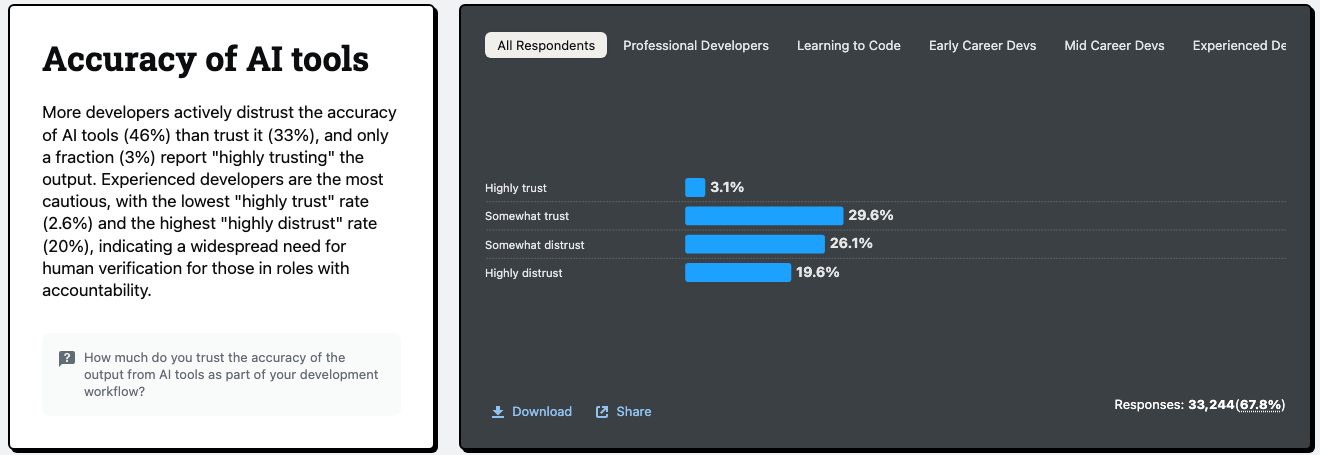 Accuracy of AI tools
More developers actively distrust the accuracy
of AI tools (46%) than trust it (33%), and only
a fraction (3%) report "highly trusting" the
output. Experienced developers are the most
cautious, with the lowest "highly trust" rate
(2.6%) and the highest "highly distrust" rate
(20%), indicating a widespread need for
human verification for those in roles with
accountability.
? How much do you trust the accuracy of the
output from AI tools as part of your development
workflow?
All Respondents Professional Developers Learning to Code Early Career Devs Mid Career Devs Experienced De
Highly trust 3.1%
Somewhat trust 29.6%
Somewhat distrust 26.1%
Highly distrust 19.6%
Download Share
Responses: 33,244(67.8%)